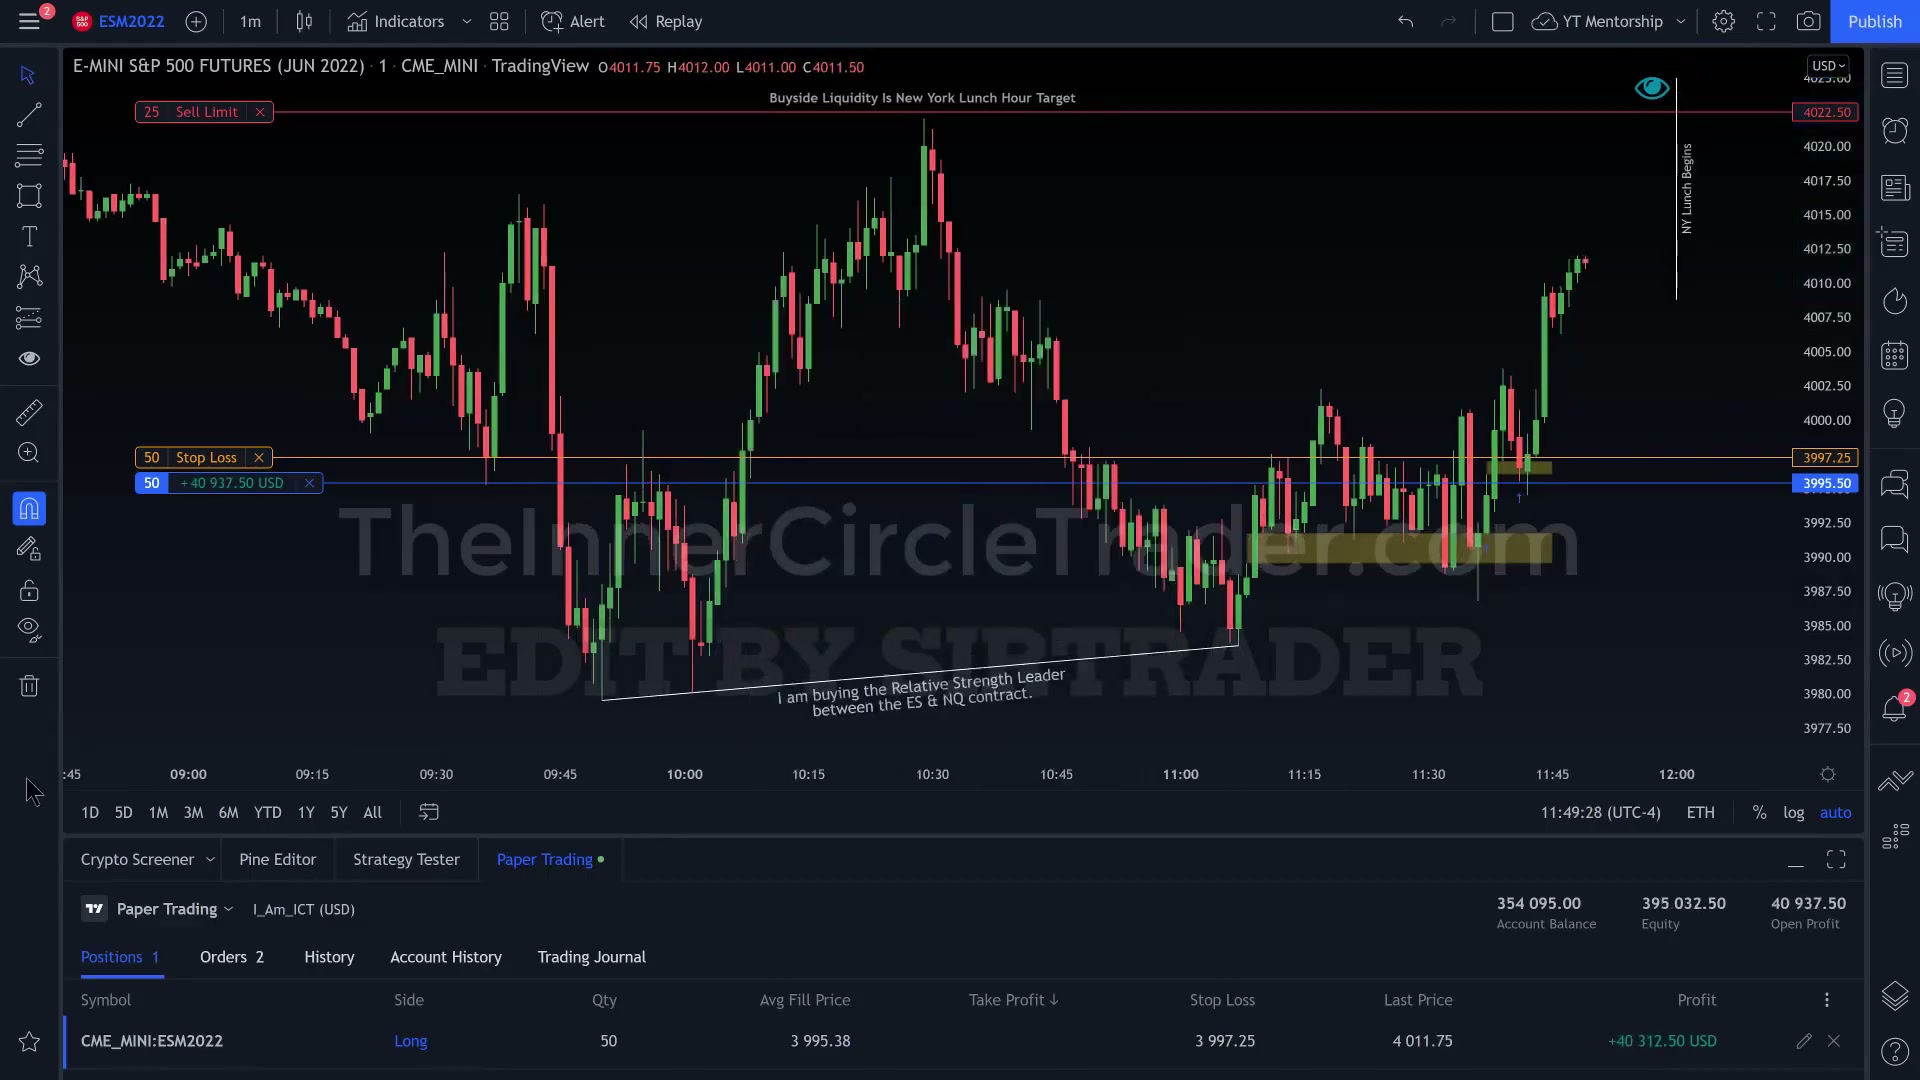 2
S&P 500 ESM2022 1m Indicators Alert Replay YT Mentorship Publish
E-MINI S&P 500 FUTURES (JUN 2022) · 1 · CME_MINI · TradingView O4011.75 H4012.00 L4011.00 C4011.50
USD
4025.00
Buyside Liquidity Is New York Lunch Hour Target
25 Sell Limit
4022.50
4020.00
NY Lunch Begins
4017.50
4015.00
4012.50
4010.00
4007.50
4005.00
4002.50
4000.00
50 Stop Loss
3997.25
50 +40 937.50 USD
3995.50
3992.50
TheInnerCircleTrader.com
3990.00
3987.50
3985.00
EDIT BY SIRTRADER
3982.50
I am buying the Relative Strength Leader
between the ES & NQ contract.
3980.00
2
3977.50
:45 09:00 09:15 09:30 09:45 10:00 10:15 10:30 10:45 11:00 11:15 11:30 11:45 12:00
1D 5D 1M 3M 6M YTD 1Y 5Y All 11:49:28 (UTC-4) ETH % log auto
Crypto Screener Pine Editor Strategy Tester Paper Trading
Paper Trading I_Am_ICT (USD)
354 095.00 395 032.50 40 937.50
Account Balance Equity Open Profit
Positions 1 Orders 2 History Account History Trading Journal
Symbol Side Qty Avg Fill Price Take Profit ↓ Stop Loss Last Price Profit
CME_MINI:ESM2022 Long 50 3 995.38 3 997.25 4 011.75 +40 312.50 USD